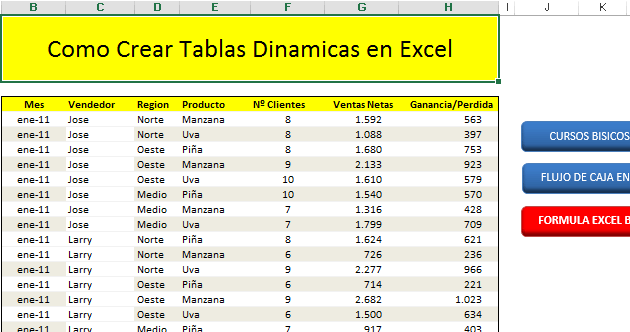 B C D E F G H I J K
Como Crear Tablas Dinamicas en Excel
Mes Vendedor Region Producto Nº Clientes Ventas Netas Ganancia/Perdida
ene-11 Jose Norte Manzana 8 1.592 563
ene-11 Jose Norte Uva 8 1.088 397
ene-11 Jose Oeste Piña 8 1.680 753
ene-11 Jose Oeste Manzana 9 2.133 923
ene-11 Jose Oeste Uva 10 1.610 579
ene-11 Jose Medio Piña 10 1.540 570
ene-11 Jose Medio Manzana 7 1.316 428
ene-11 Jose Medio Uva 7 1.799 709
ene-11 Larry Norte Piña 8 1.624 621
ene-11 Larry Norte Manzana 6 726 236
ene-11 Larry Norte Uva 9 2.277 966
ene-11 Larry Oeste Piña 6 714 221
ene-11 Larry Oeste Manzana 9 2.682 1.023
ene-11 Larry Oeste Uva 6 1.500 634
ene-11 Larry Medio Piña 7 917 403
CURSOS BISICOS
FLUJO DE CAJA EN
FORMULA EXCEL B